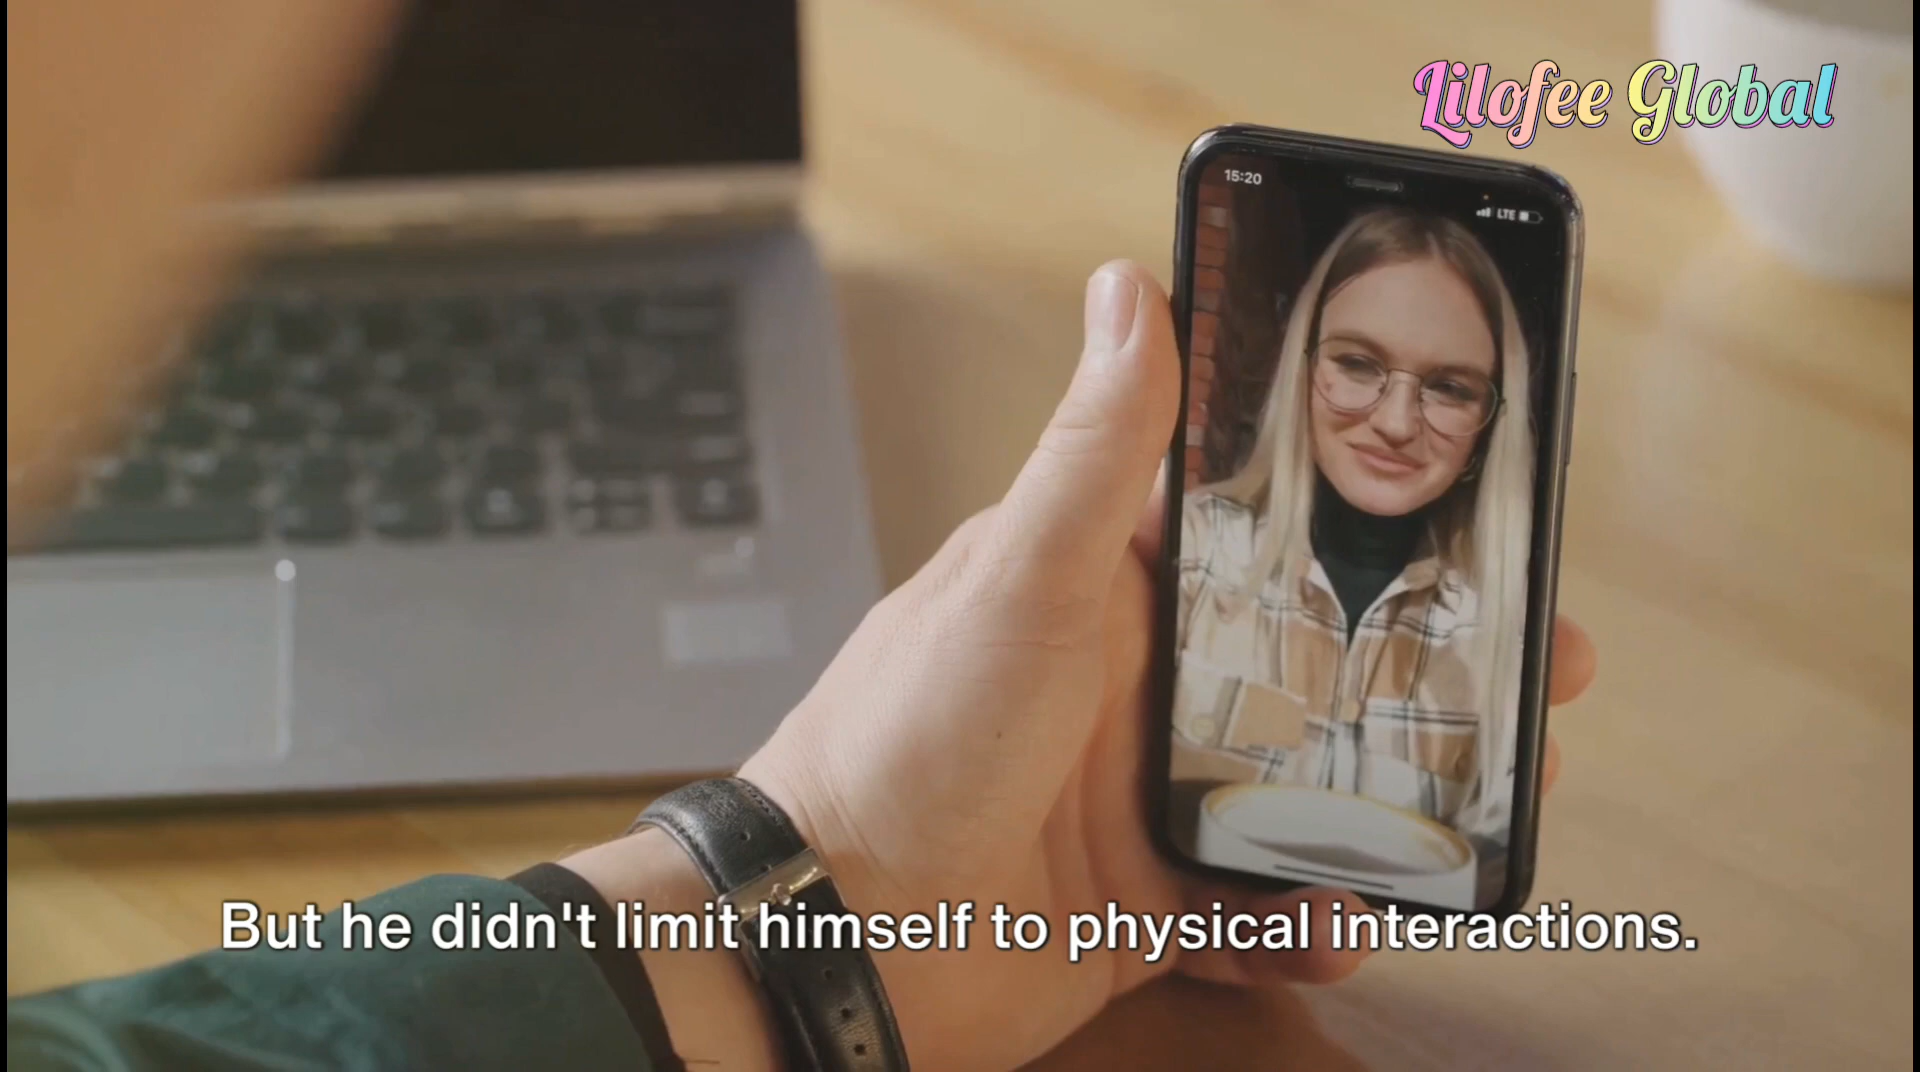 Lilofee Global
15:20
LTE
But he didn't limit himself to physical interactions.